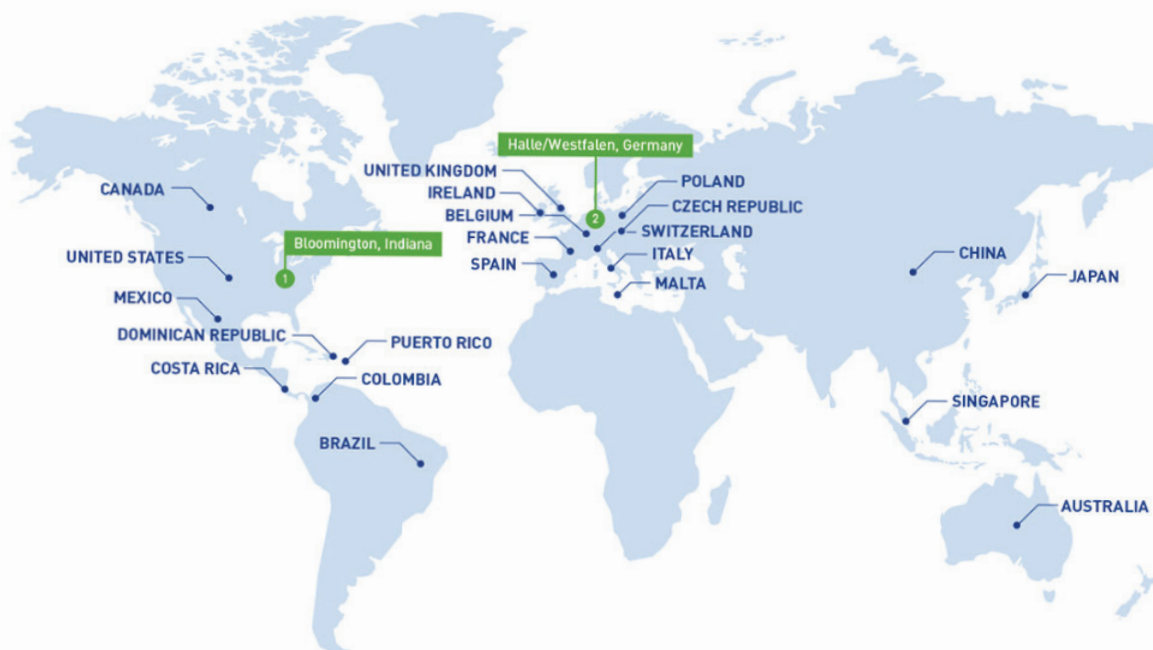 Halle/Westfalen, Germany
UNITED KINGDOM
POLAND
CANADA
IRELAND
CZECH REPUBLIC
BELGIUM
2
SWITZERLAND
FRANCE
Bloomington, Indiana
ITALY
CHINA
UNITED STATES
SPAIN
1
MALTA
JAPAN
MEXICO
DOMINICAN REPUBLIC
PUERTO RICO
COSTA RICA
COLOMBIA
SINGAPORE
BRAZIL
AUSTRALIA